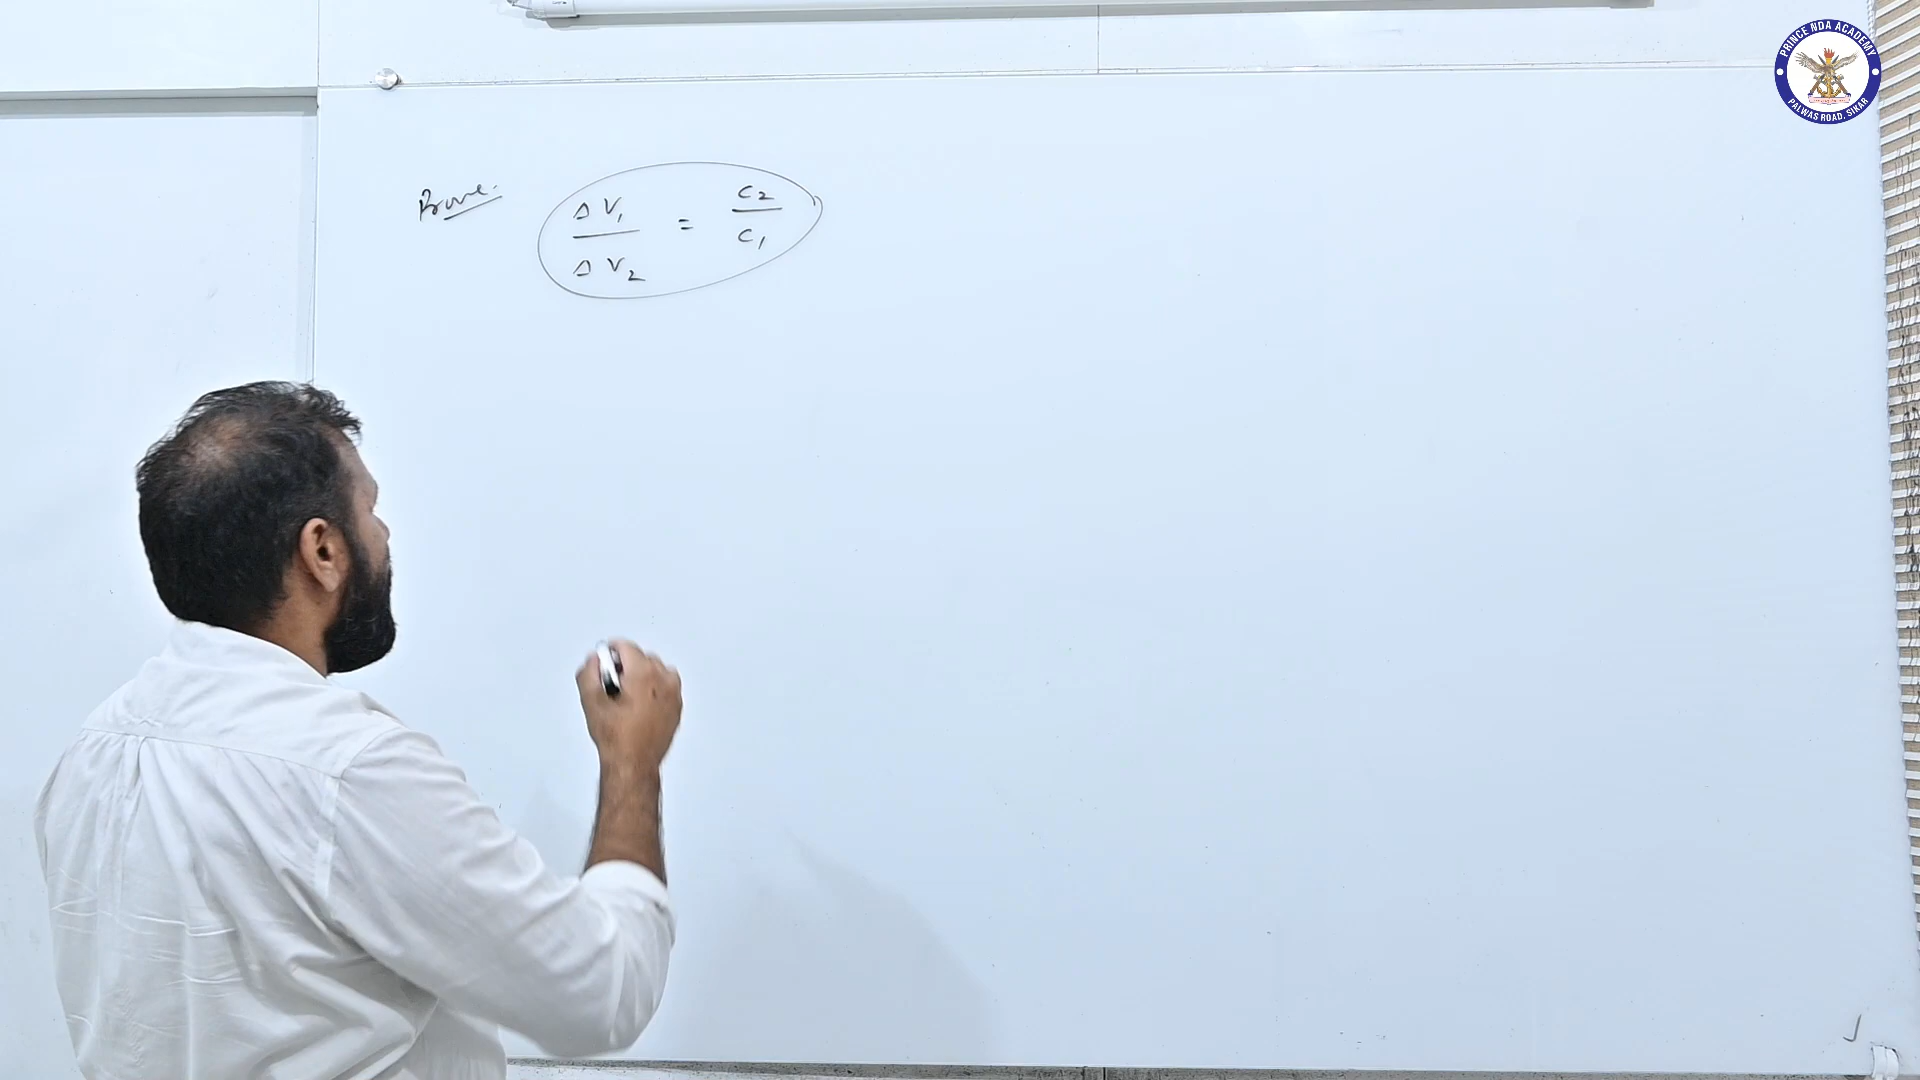 Prove. ΔV₁/ΔV₂ = C₂/C₁
PRINCE NDA ACADEMY
PALWAS ROAD, SIKAR